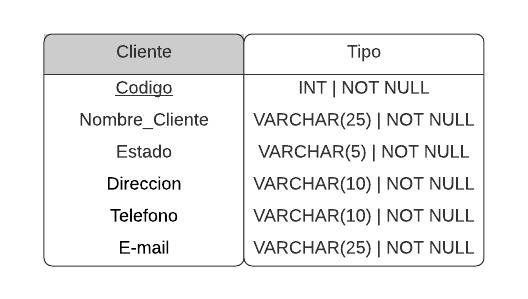 Cliente Tipo
Codigo INT | NOT NULL
Nombre_Cliente VARCHAR(25) | NOT NULL
Estado VARCHAR(5) | NOT NULL
Direccion VARCHAR(10) | NOT NULL
Telefono VARCHAR(10) | NOT NULL
E-mail VARCHAR(25) | NOT NULL